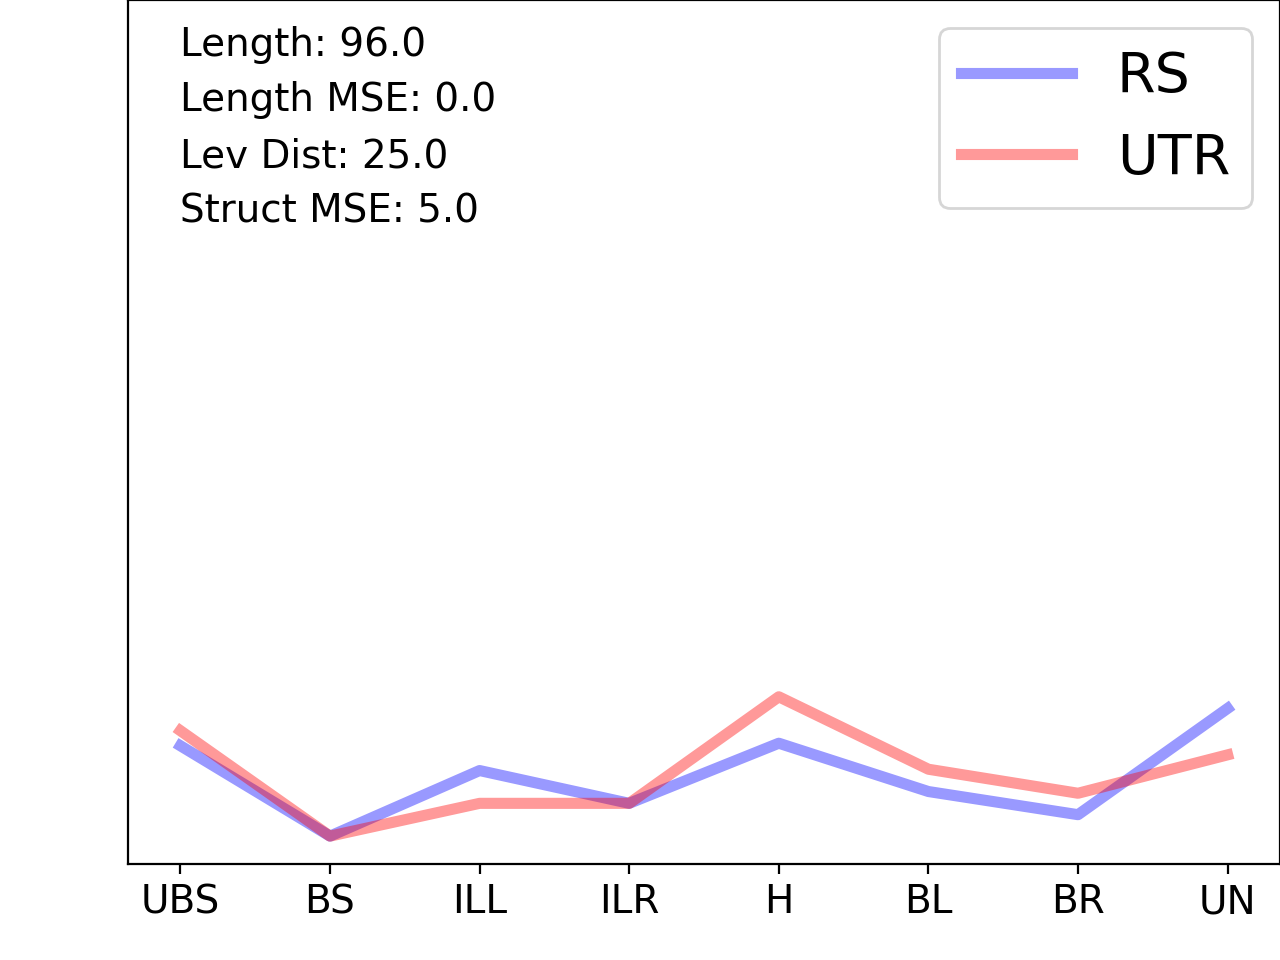 Length: 96.0
Length MSE: 0.0
Lev Dist: 25.0
Struct MSE: 5.0
RS
UTR
UBS BS ILL ILR H BL BR UN